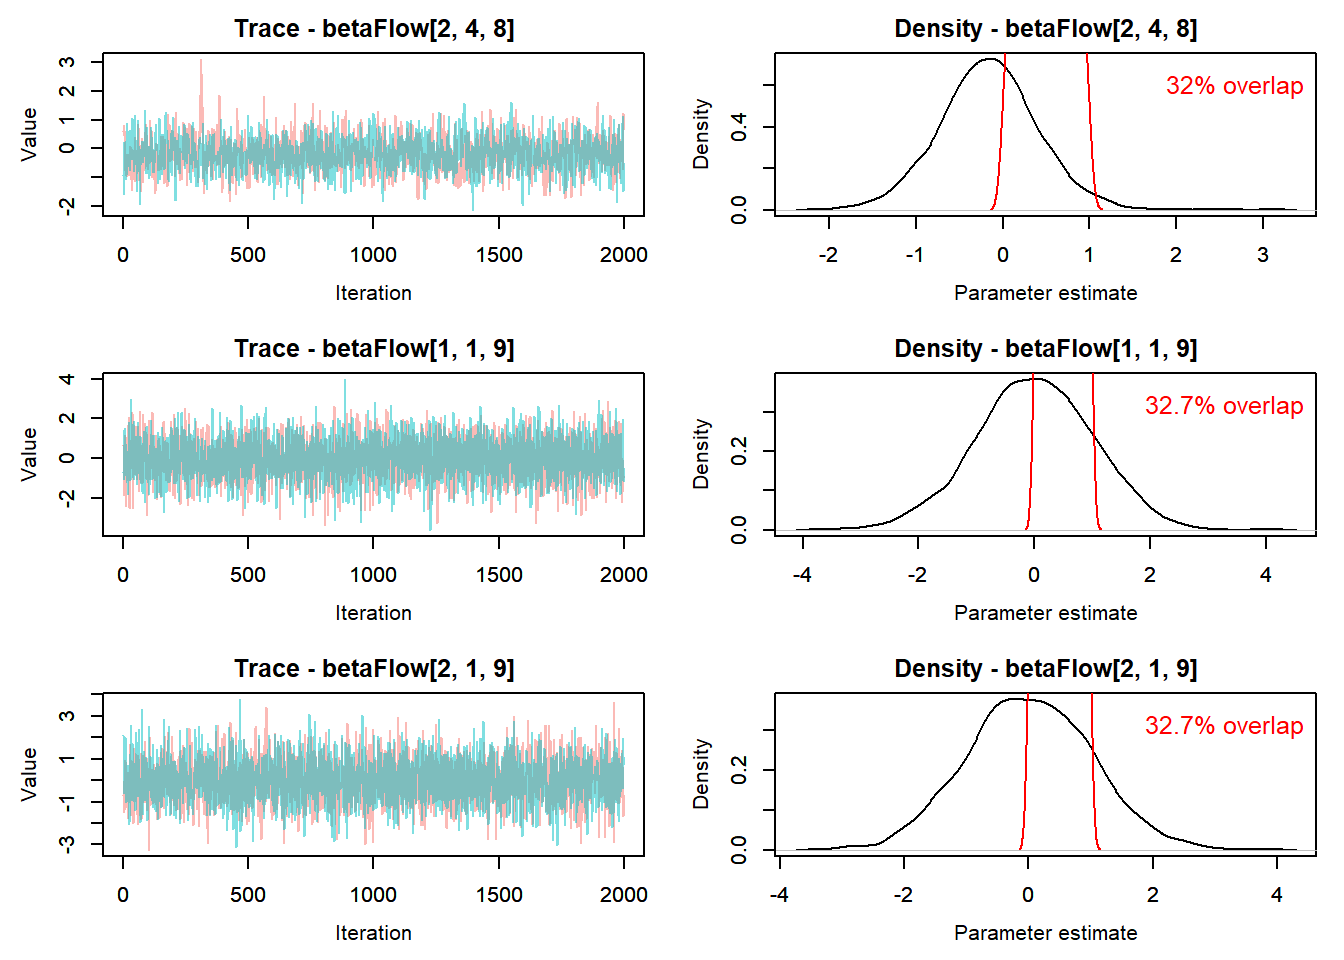 Trace - betaFlow[2, 4, 8]
Value
3
2
1
0
-2
0 500 1000 1500 2000
Iteration
Density - betaFlow[2, 4, 8]
Density
0.4
0.0
32% overlap
-2 -1 0 1 2 3
Parameter estimate
Trace - betaFlow[1, 1, 9]
Value
4
2
0
-2
0 500 1000 1500 2000
Iteration
Density - betaFlow[1, 1, 9]
Density
0.2
0.0
32.7% overlap
-4 -2 0 2 4
Parameter estimate
Trace - betaFlow[2, 1, 9]
Value
3
1
-1
-3
0 500 1000 1500 2000
Iteration
Density - betaFlow[2, 1, 9]
Density
0.2
0.0
32.7% overlap
-4 -2 0 2 4
Parameter estimate